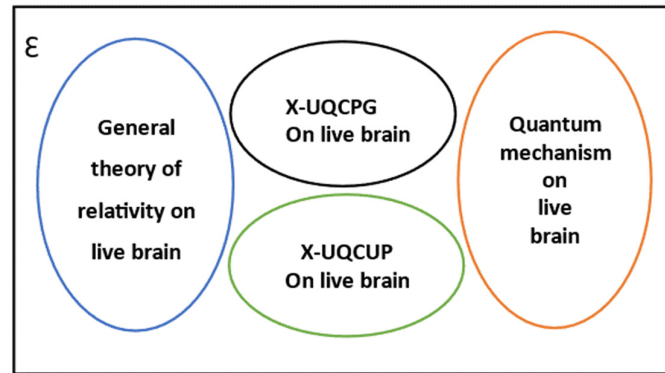 ε
General
theory of
relativity on
live brain
X-UQCPG
On live brain
X-UQCUP
On live brain
Quantum
mechanism
on
live
brain